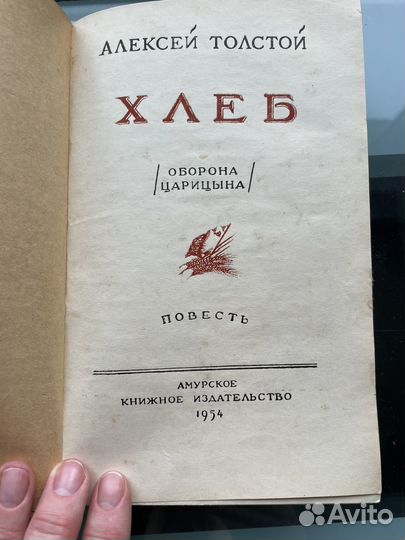 АЛЕКСЕЙ ТОЛСТОЙ
ХЛЕБ
/ОБОРОНА
ЦАРИЦЫНА/
ПОВЕСТЬ
АМУРСКОЕ
КНИЖНОЕ ИЗДАТЕЛЬСТВО
1954
Avito